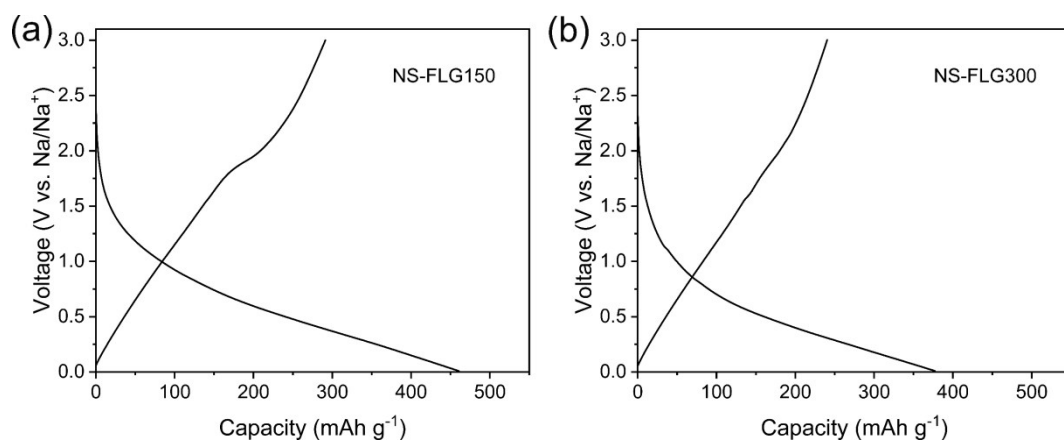 (a)
NS-FLG150
Voltage (V vs. Na/Na⁺)
3.0
2.5
2.0
1.5
1.0
0.5
0.0
0 100 200 300 400 500
Capacity (mAh g⁻¹)
(b)
NS-FLG300
Voltage (V vs. Na/Na⁺)
3.0
2.5
2.0
1.5
1.0
0.5
0.0
0 100 200 300 400 500
Capacity (mAh g⁻¹)